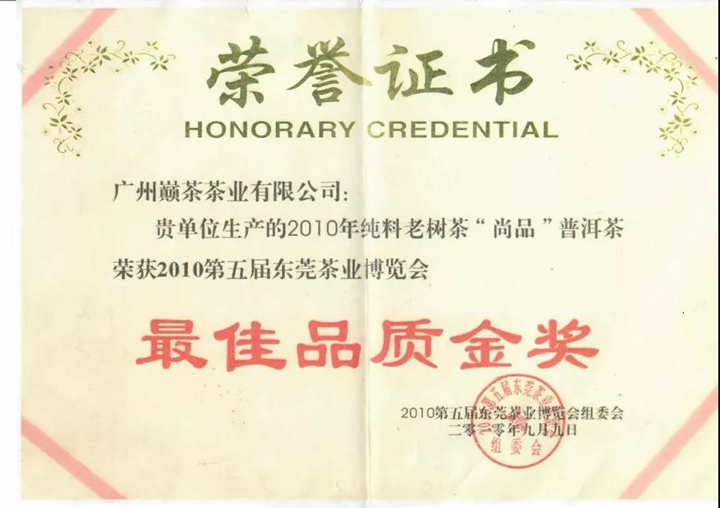 荣誉证书
HONORARY CREDENTIAL
广州巅茶茶业有限公司：
贵单位生产的2010年纯料老树茶“尚品”普洱茶
荣获2010第五届东莞茶业博览会
最佳品质金奖
2010第五届东莞茶业博览会组委会
二零一零年九月九日
组委会